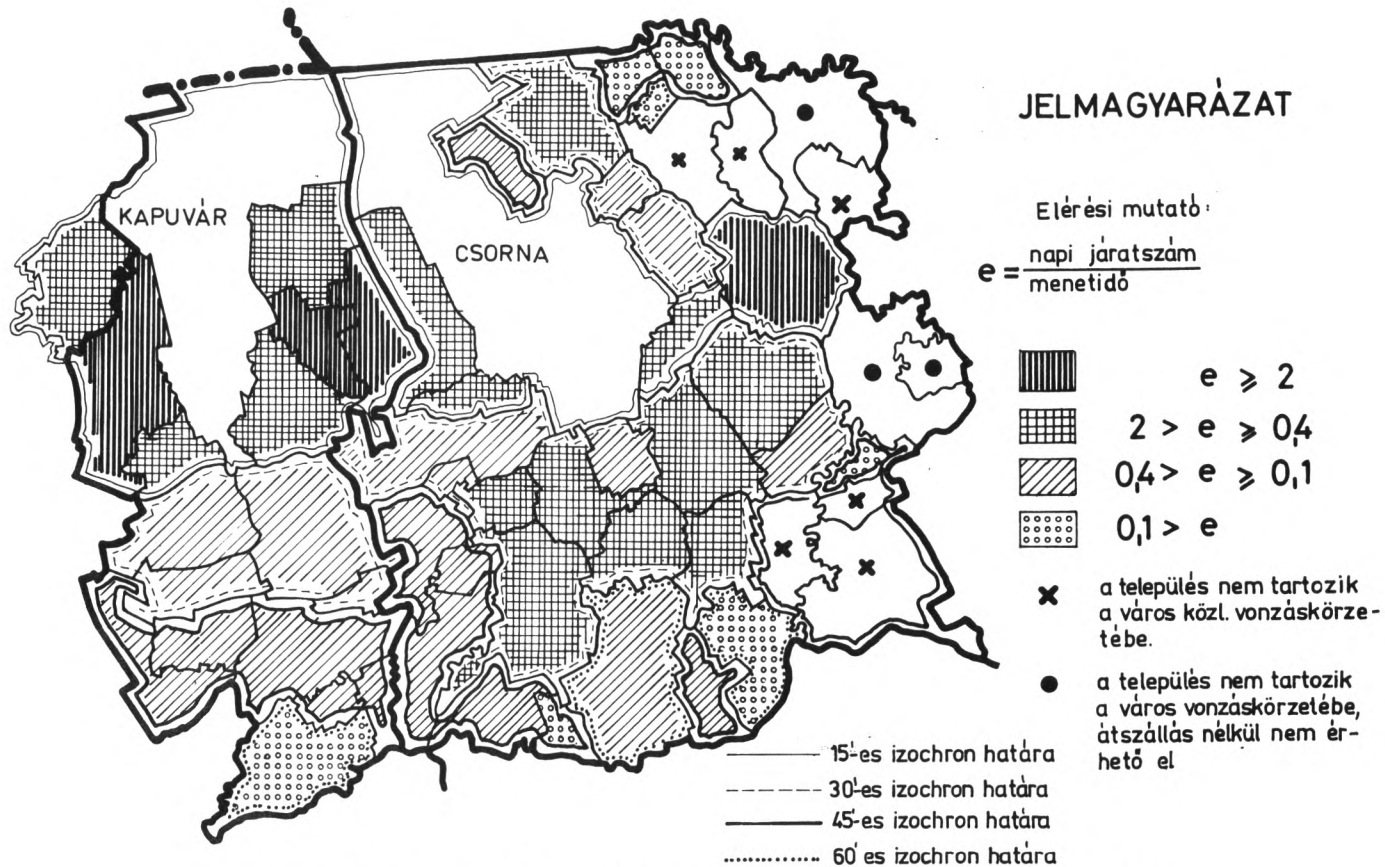 KAPUVÁR
CSORNA
JELMAGYARÁZAT
Elérési mutató:
e = napi járatszám
menetidő
e ⩾ 2
2 > e ⩾ 0,4
0,4 > e ⩾ 0,1
0,1 > e
a település nem tartozik
a város közl. vonzáskörze-
tébe.
a település nem tartozik
a város vonzáskörzetébe,
átszállás nélkül nem ér-
hető el
15'-es izochron határa
30'-es izochron határa
45'-es izochron határa
60'es izochron határa